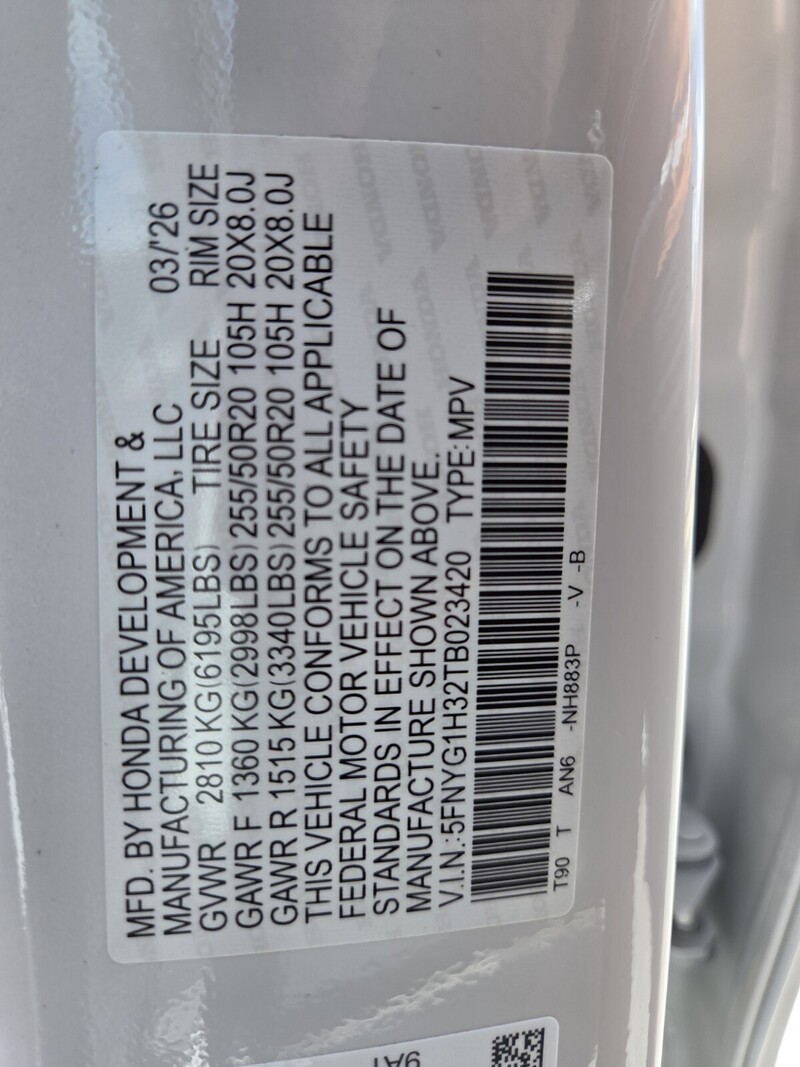 MFD. BY HONDA DEVELOPMENT &
MANUFACTURING OF AMERICA, LLC 03/'26
GVWR 2810 KG(6195LBS) TIRE SIZE RIM SIZE
GAWR F 1360 KG(2998LBS) 255/50R20 105H 20X8.0J
GAWR R 1515 KG(3340LBS) 255/50R20 105H 20X8.0J
THIS VEHICLE CONFORMS TO ALL APPLICABLE
FEDERAL MOTOR VEHICLE SAFETY
STANDARDS IN EFFECT ON THE DATE OF
MANUFACTURE SHOWN ABOVE.
V.I.N.:5FNYG1H32TB023420 TYPE:MPV
T90 T AN6 -NH883P -V -B